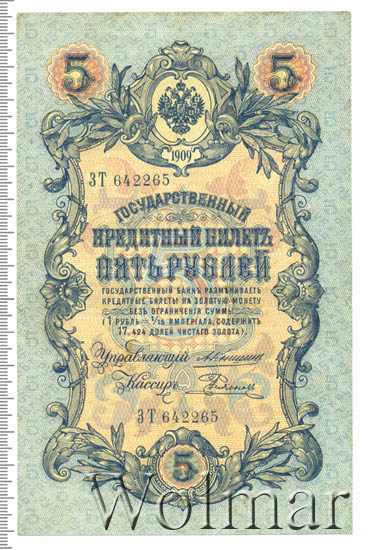 5 5
1909
ЗТ 642265
ГОСУДАРСТВЕННЫЙ
КРЕДИТНЫЙ БИЛЕТЪ
ПЯТЬ РУБЛЕЙ
ГОСУДАРСТВЕННЫЙ БАНКЪ РАЗМѢНИВАЕТЪ
КРЕДИТНЫЕ БИЛЕТЫ НА ЗОЛОТУЮ МОНЕТУ
БЕЗЪ ОГРАНИЧЕНІЯ СУММЫ
(1 РУБЛЬ = 1/15 ИМПЕРІАЛА, СОДЕРЖИТЪ
17,424 ДОЛЕЙ ЧИСТАГО ЗОЛОТА).
Управляющій
Кассиръ
ЗТ 642265
5
Wolmar